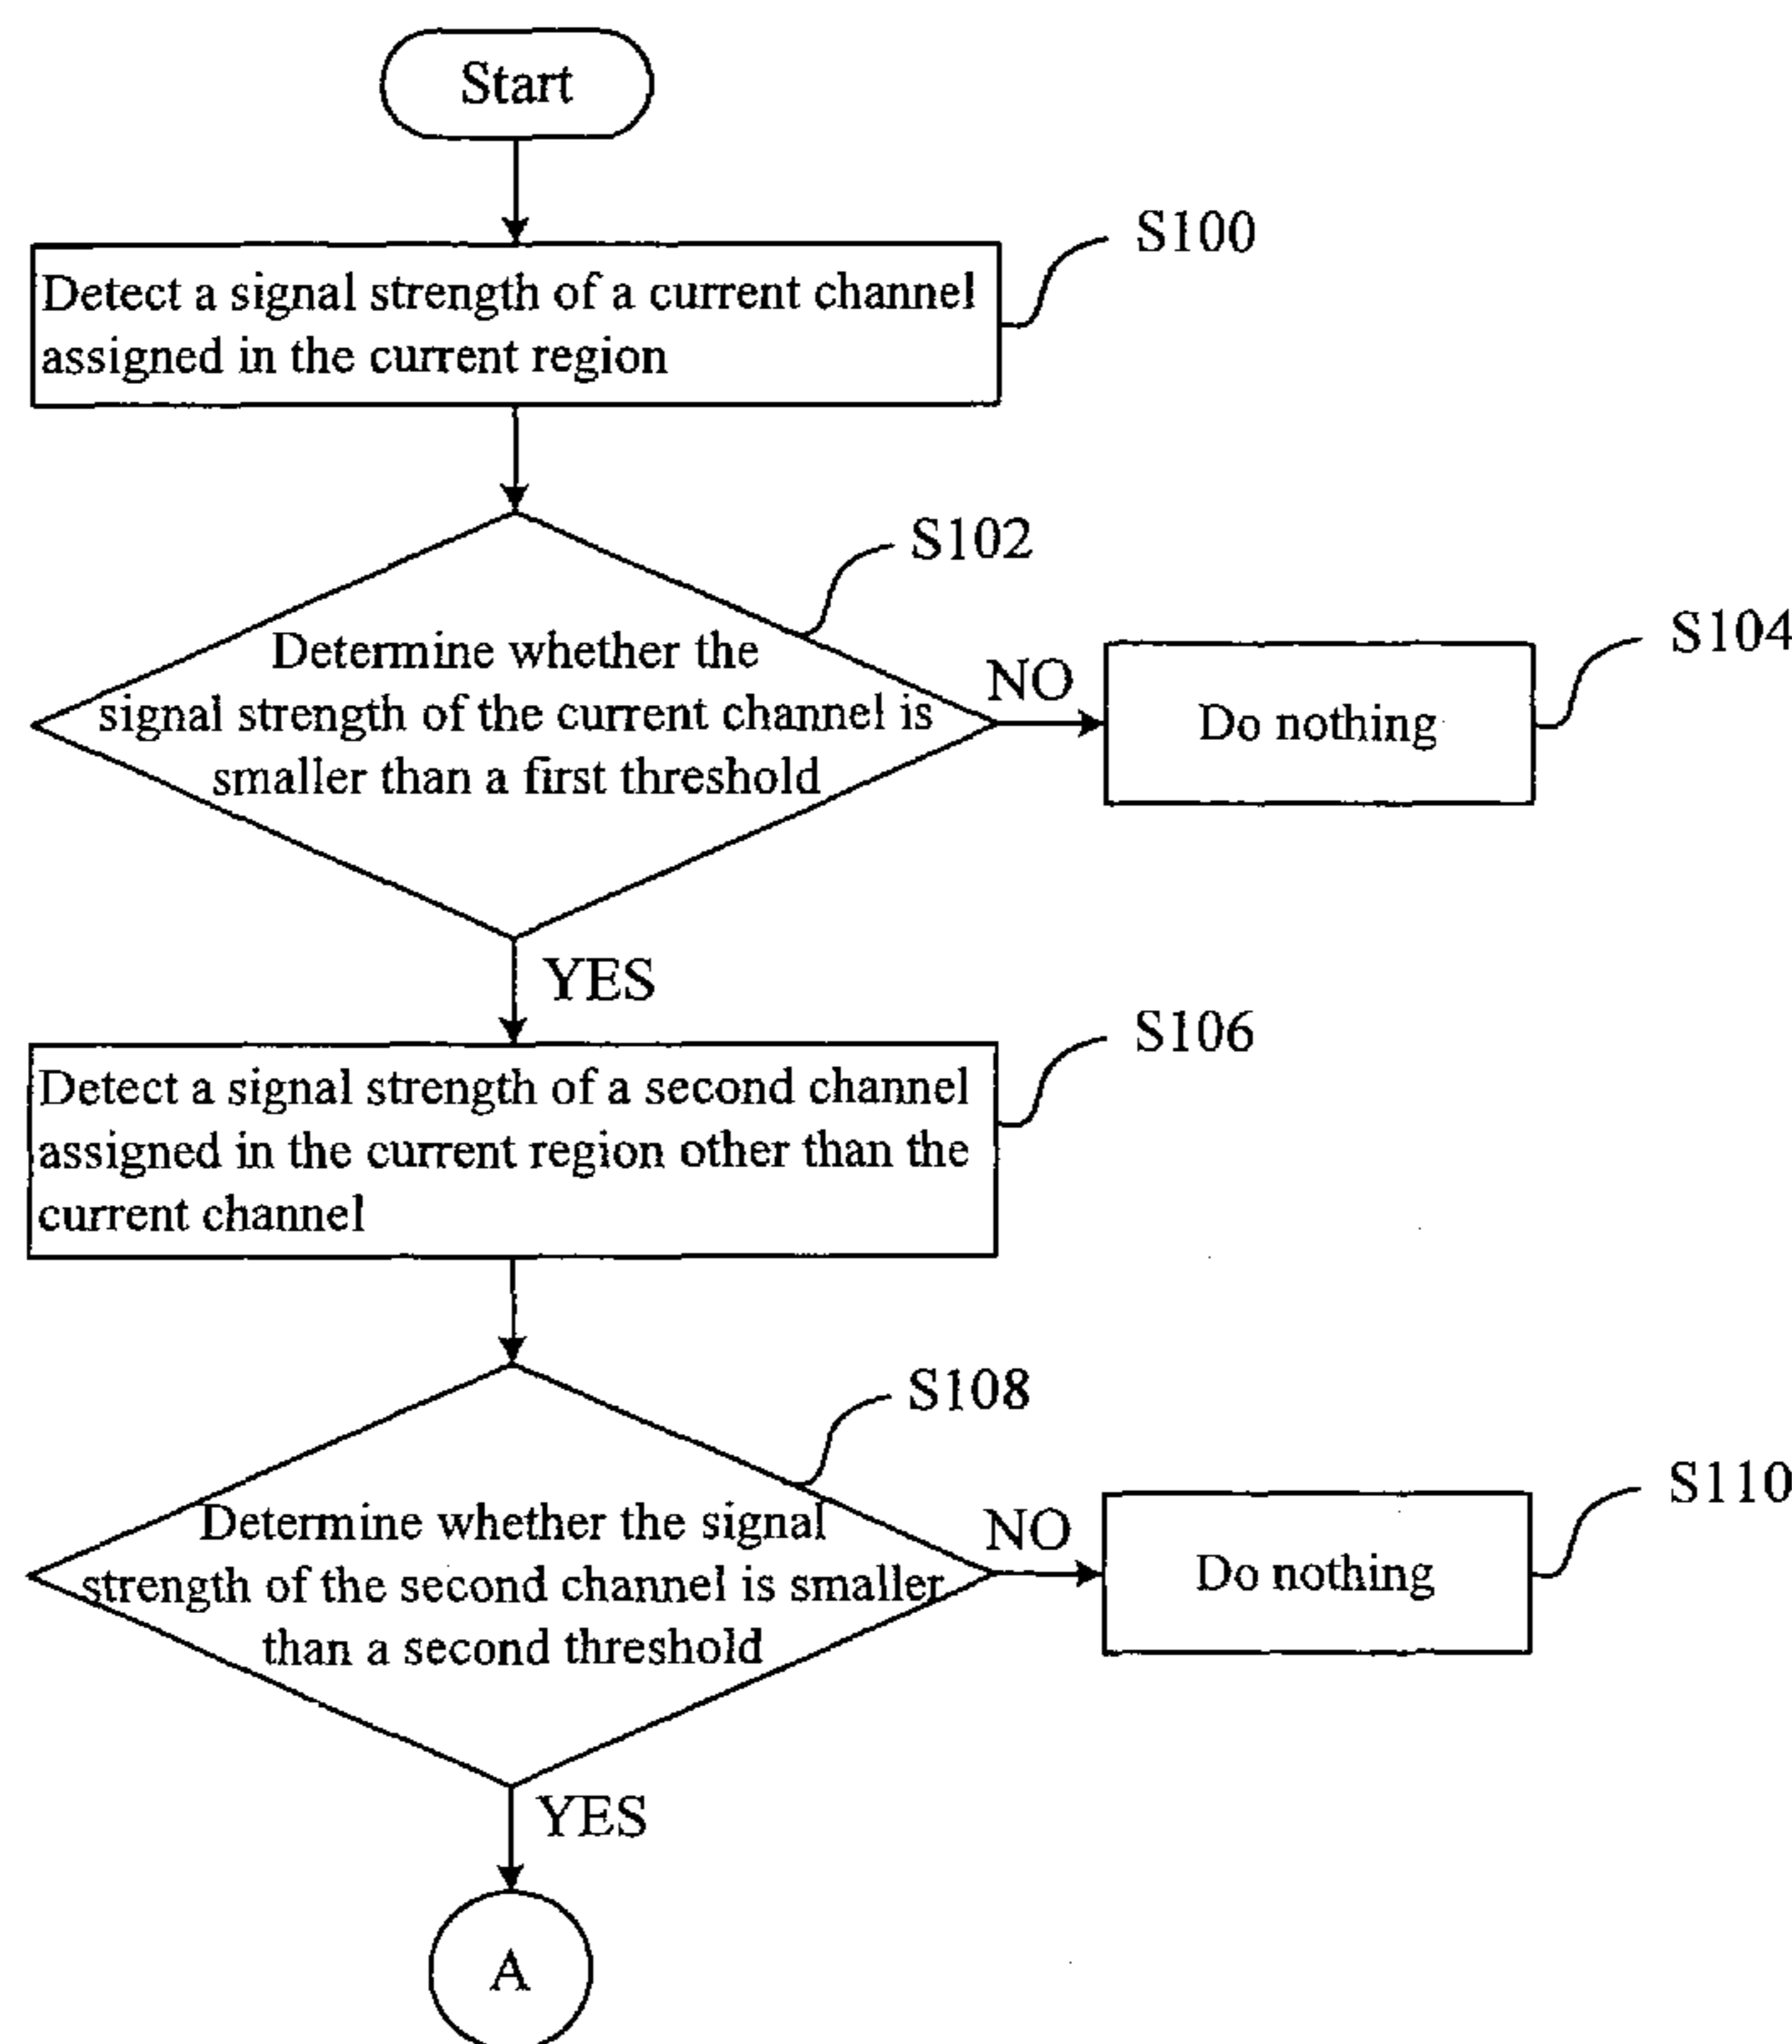 Start
S100
Detect a signal strength of a current channel
assigned in the current region
S102
Determine whether the
signal strength of the current channel is
smaller than a first threshold
NO
S104
Do nothing
YES
S106
Detect a signal strength of a second channel
assigned in the current region other than the
current channel
S108
Determine whether the signal
strength of the second channel is smaller
than a second threshold
NO
S110
Do nothing
YES
A